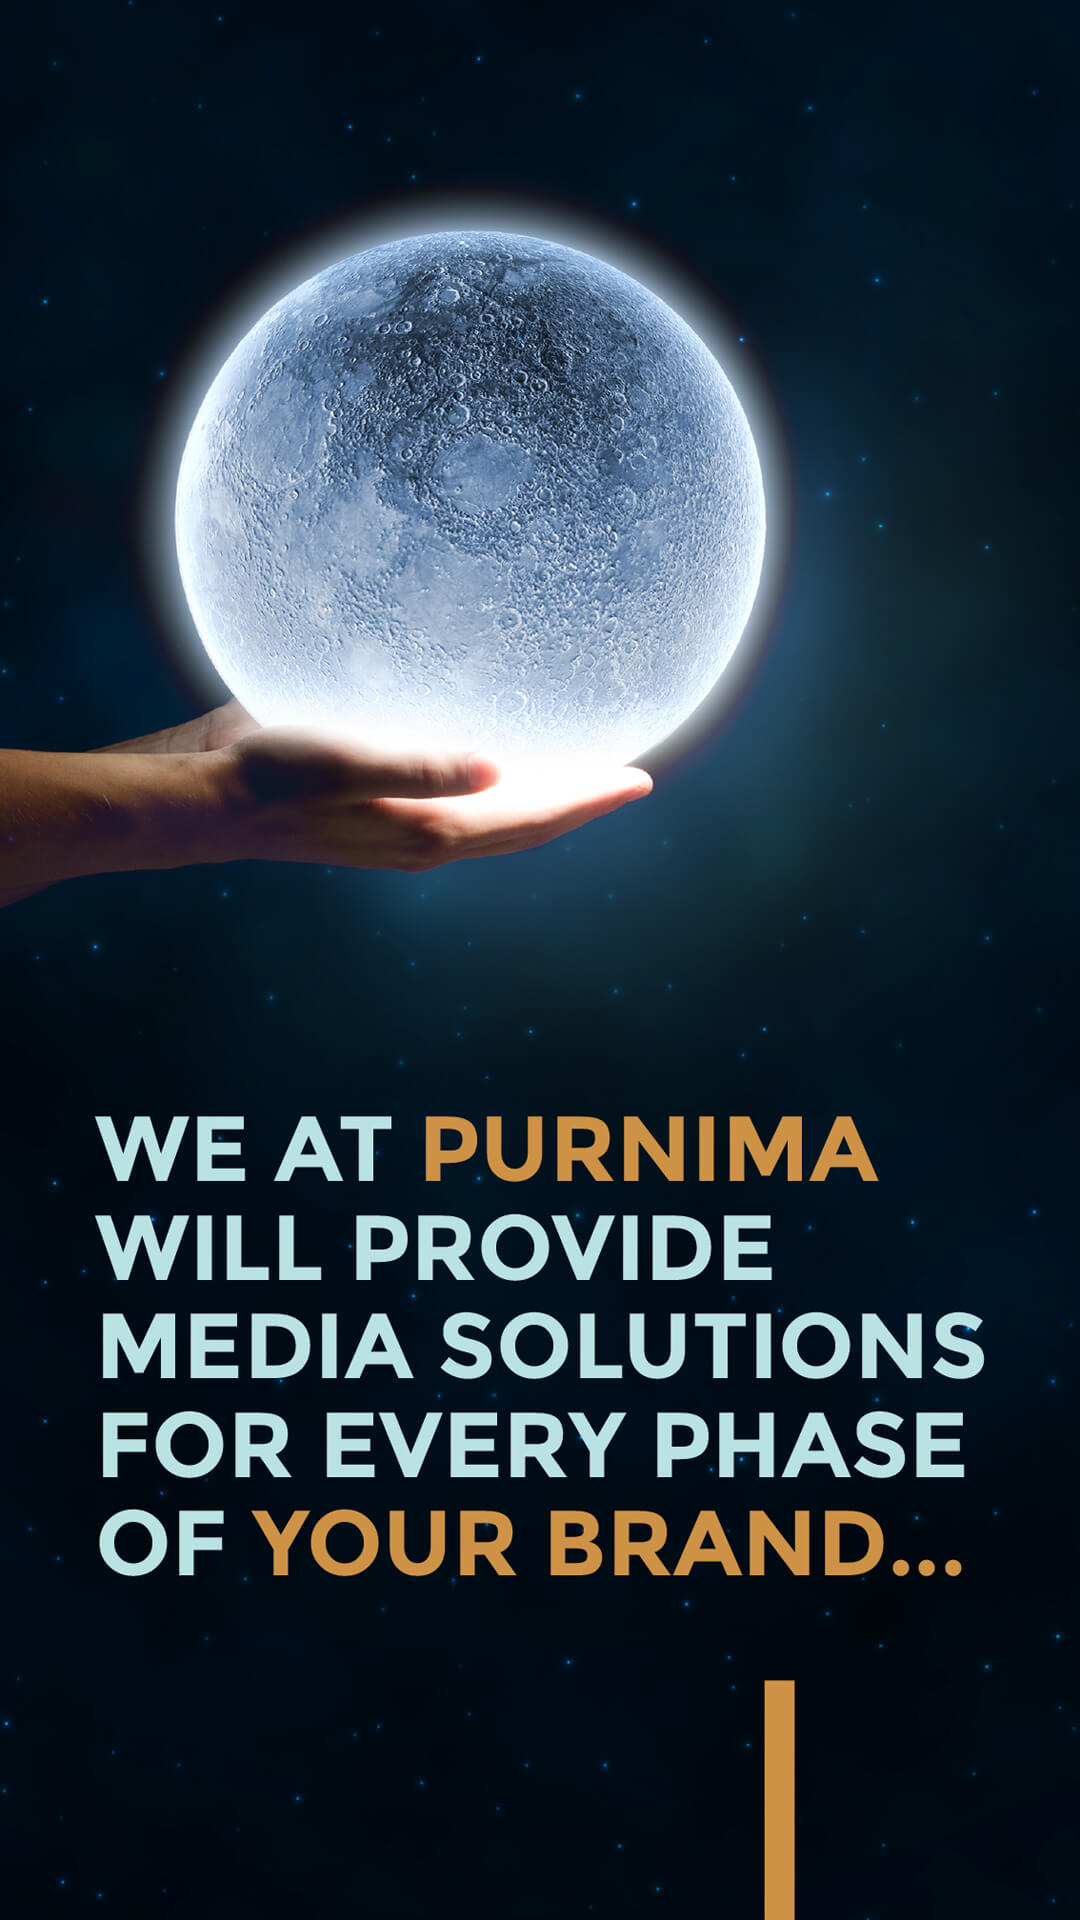 WE AT PURNIMA
WILL PROVIDE
MEDIA SOLUTIONS
FOR EVERY PHASE
OF YOUR BRAND...